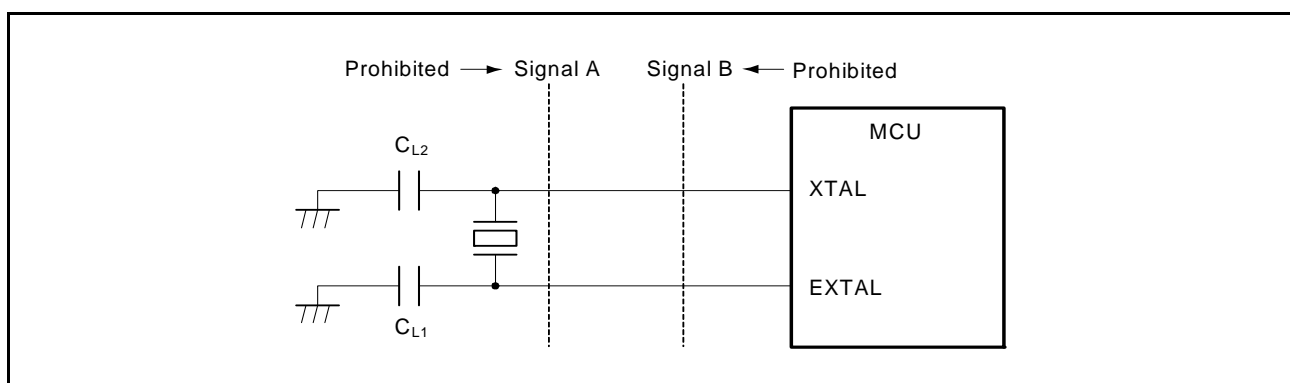 Prohibited Signal A Signal B Prohibited
MCU
CL2
XTAL
EXTAL
CL1